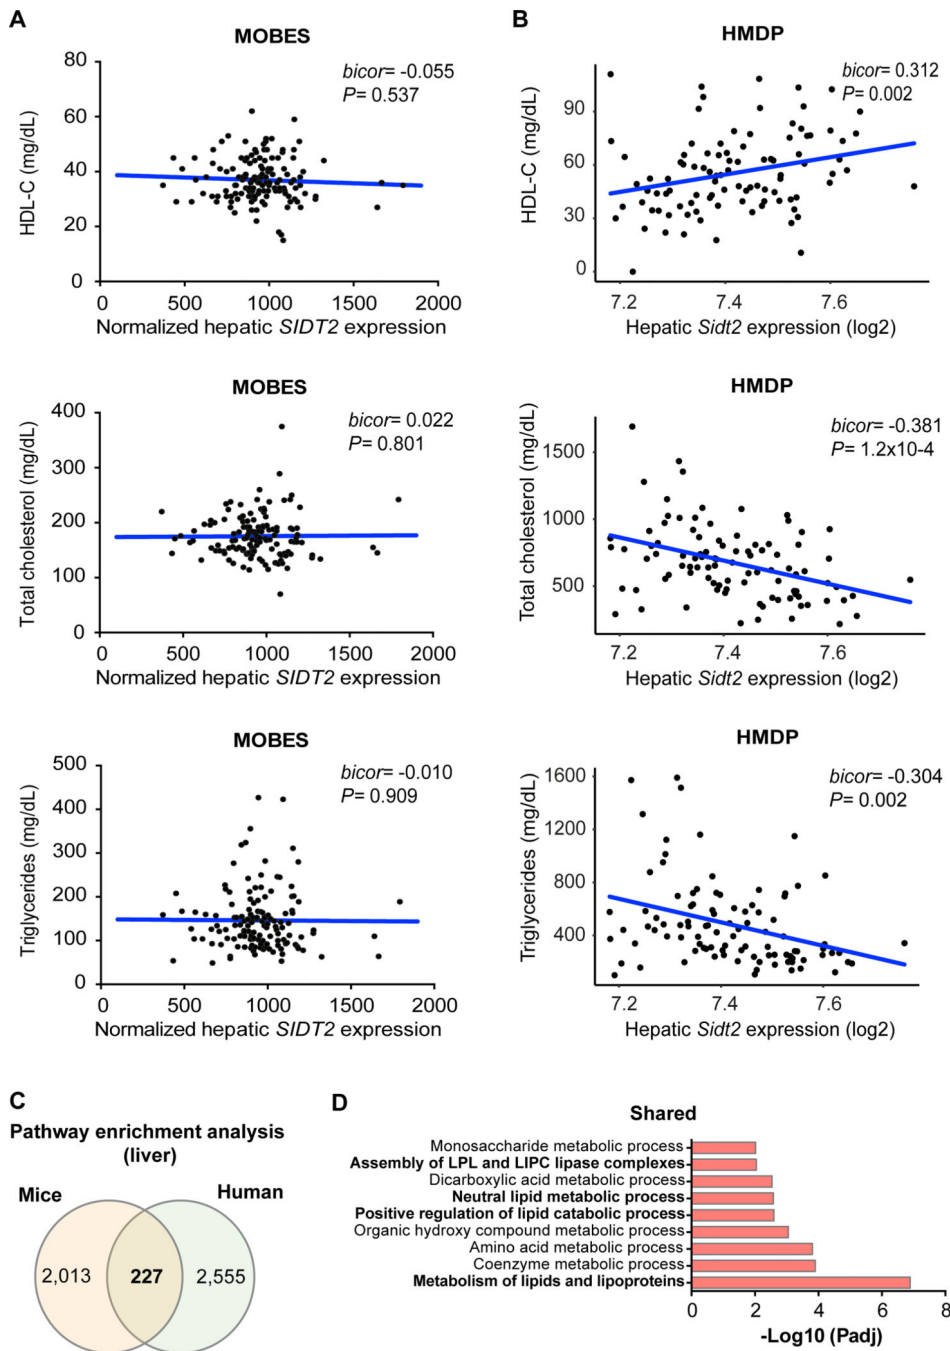 A
MOBES
bicor= -0.055
P= 0.537
HDL-C (mg/dL)
80
60
40
20
0
0 500 1000 1500 2000
Normalized hepatic SIDT2 expression
B
HMDP
bicor= 0.312
P= 0.002
HDL-C (mg/dL)
90
60
30
0
7.2 7.4 7.6
Hepatic Sidt2 expression (log2)
MOBES
bicor= 0.022
P= 0.801
Total cholesterol (mg/dL)
400
300
200
100
0
0 500 1000 1500 2000
Normalized hepatic SIDT2 expression
HMDP
bicor= -0.381
P= 1.2x10-4
Total cholesterol (mg/dL)
1500
1000
500
7.2 7.4 7.6
Hepatic Sidt2 expression (log2)
MOBES
bicor= -0.010
P= 0.909
Triglycerides (mg/dL)
500
400
300
200
100
0
0 500 1000 1500 2000
Normalized hepatic SIDT2 expression
HMDP
bicor= -0.304
P= 0.002
Triglycerides (mg/dL)
1600
1200
800
400
7.2 7.4 7.6
Hepatic Sidt2 expression (log2)
C
Pathway enrichment analysis
(liver)
Mice Human
2,013 227 2,555
D
Shared
Monosaccharide metabolic process
Assembly of LPL and LIPC lipase complexes
Dicarboxylic acid metabolic process
Neutral lipid metabolic process
Positive regulation of lipid catabolic process
Organic hydroxy compound metabolic process
Amino acid metabolic process
Coenzyme metabolic process
Metabolism of lipids and lipoproteins
0 2 4 6 8
-Log10 (Padj)